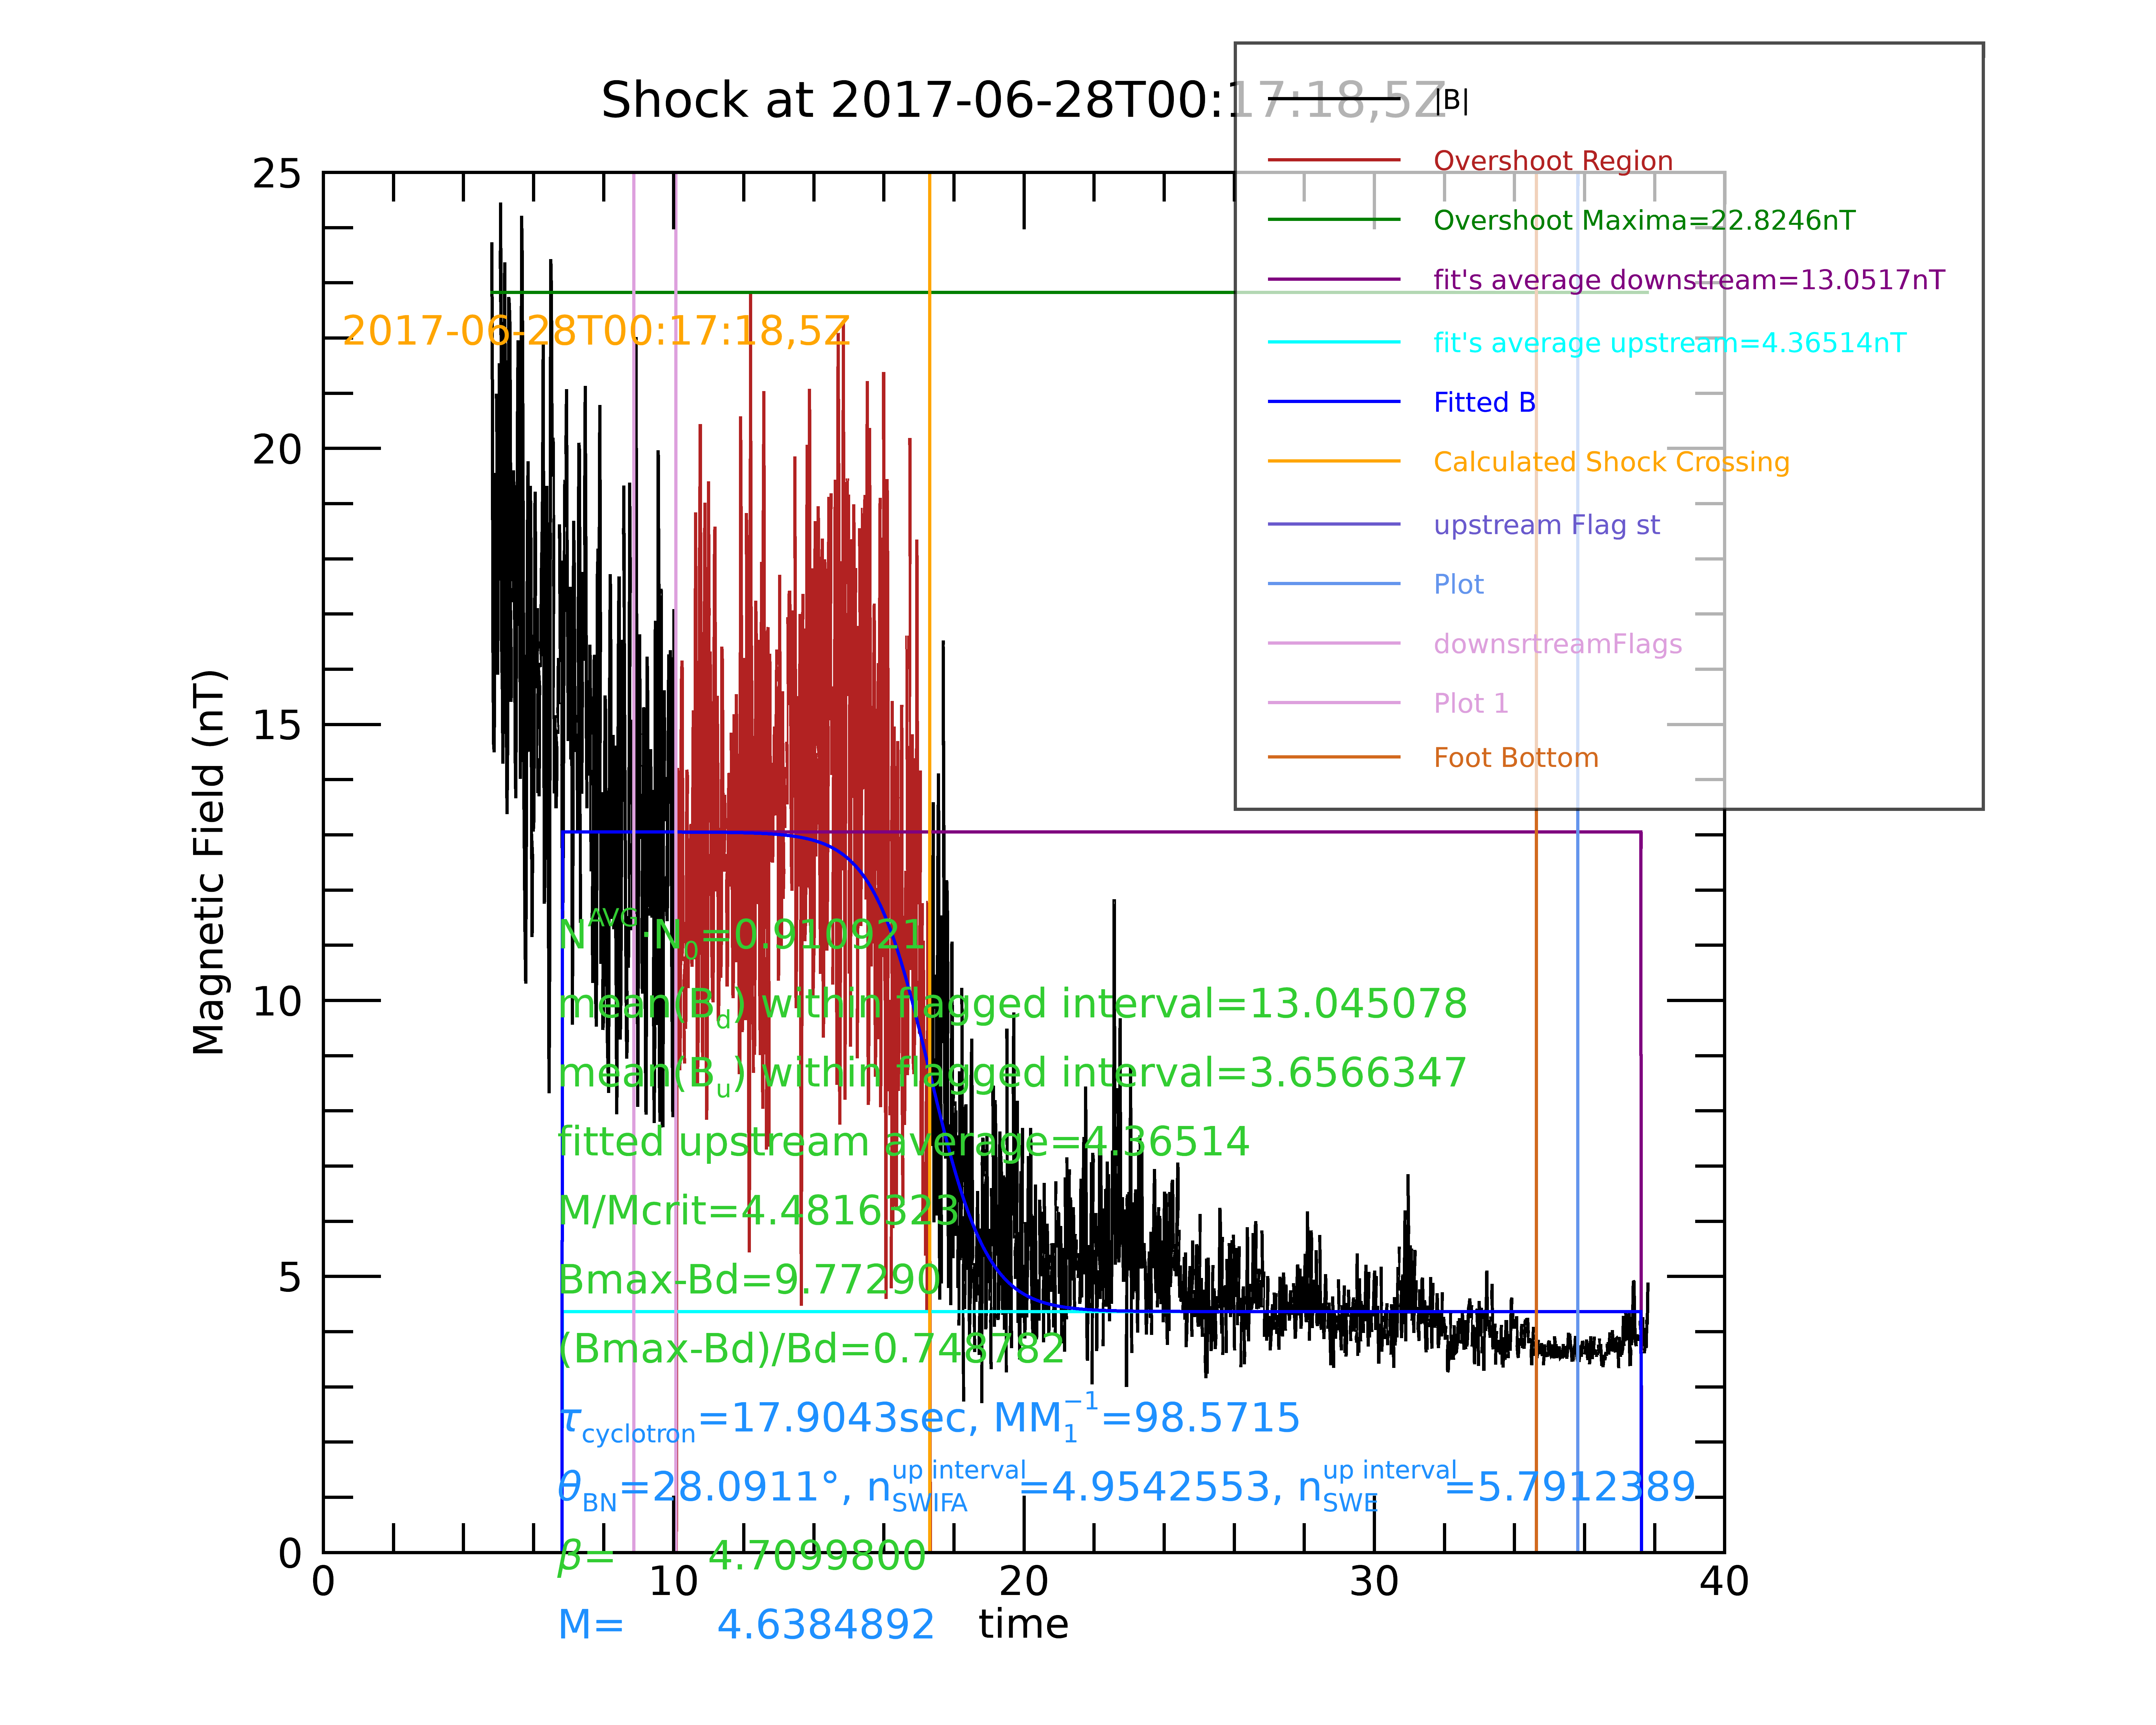 Shock at 2017-06-28T00:17:18,5Z
|B|
Overshoot Region
Overshoot Maxima=22.8246nT
fit's average downstream=13.0517nT
fit's average upstream=4.36514nT
Fitted B
Calculated Shock Crossing
upstream Flag st
Plot
downsrtreamFlags
Plot 1
Foot Bottom
25
20
15
10
5
0
Magnetic Field (nT)
2017-06-28T00:17:18,5Z
N^AVG·N_0=0.910921
mean(B_d) within flagged interval=13.045078
mean(B_u) within flagged interval=3.6566347
fitted upstream average=4.36514
M/Mcrit=4.4816323
Bmax-Bd=9.77290
(Bmax-Bd)/Bd=0.748782
τ_cyclotron=17.9043sec, MM_1^−1=98.5715
θ_BN=28.0911°, n_SWIFA^up interval=4.9542553, n_SWE^up interval=5.7912389
β= 4.7099800
M= 4.6384892
0 10 20 30 40
time